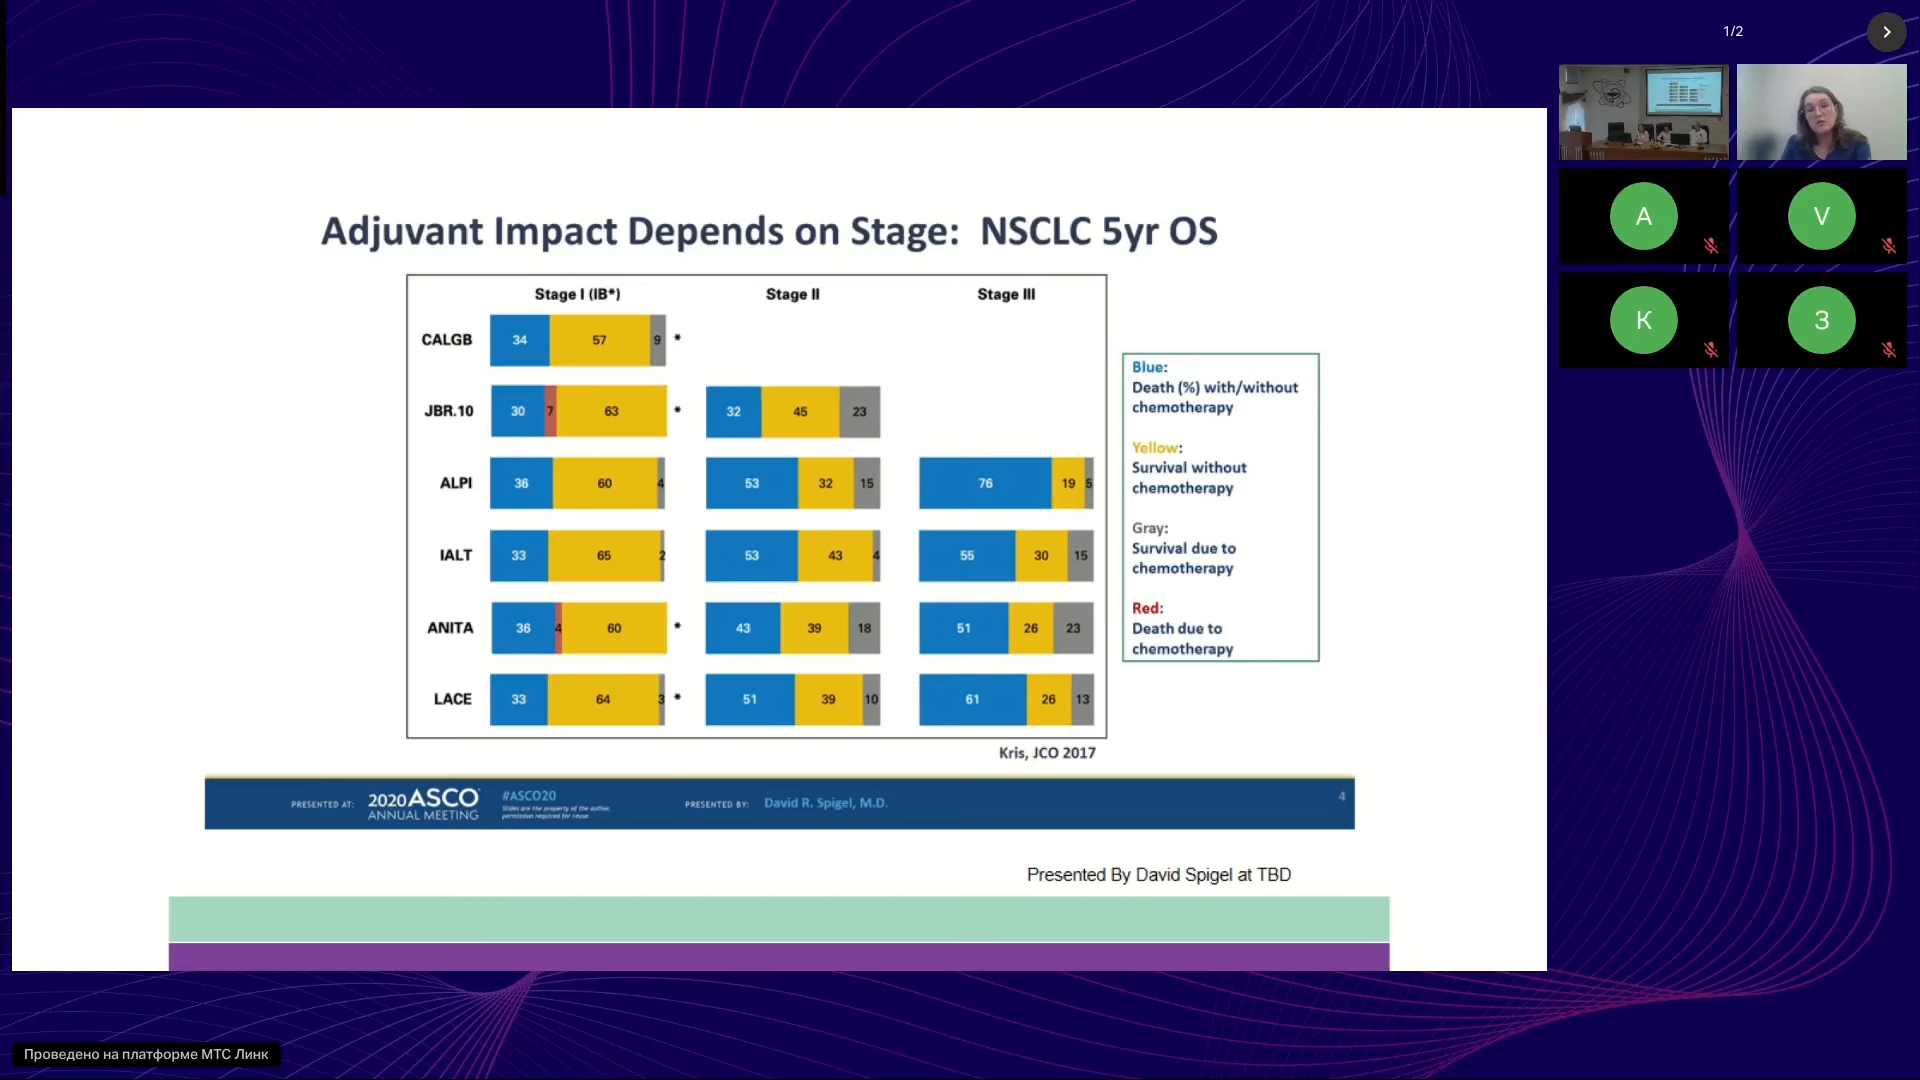 1/2
Adjuvant Impact Depends on Stage: NSCLC 5yr OS
Stage I (IB*) Stage II Stage III
CALGB 34 57 9 *
JBR.10 30 7 63 * 32 45 23
ALPI 36 60 4 53 32 15 76 19 5
IALT 33 65 2 53 43 4 55 30 15
ANITA 36 4 60 * 43 39 18 51 26 23
LACE 33 64 3 * 51 39 10 61 26 13
Blue:
Death (%) with/without
chemotherapy
Yellow:
Survival without
chemotherapy
Gray:
Survival due to
chemotherapy
Red:
Death due to
chemotherapy
Kris, JCO 2017
PRESENTED AT:
2020 ASCO
ANNUAL MEETING
#ASCO20
Slides are the property of the author,
permission required for reuse.
PRESENTED BY: David R. Spigel, M.D.
4
Presented By David Spigel at TBD
A
V
К
З
Проведено на платформе МТС Линк